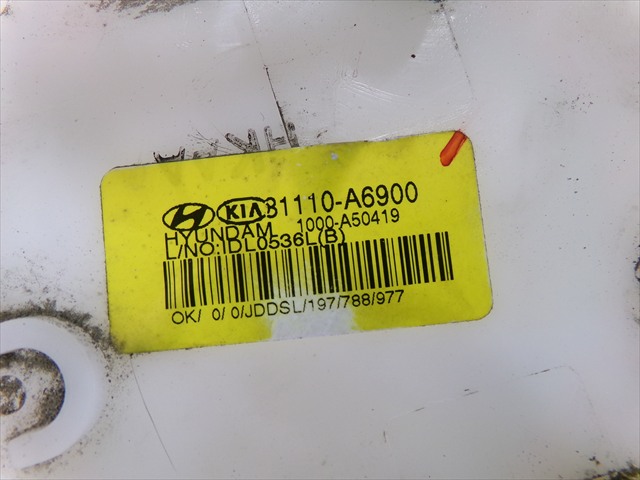 KIA 31110-A6900
HYUNDAM 1000-A50419
L/NO:IDL0536L(B)
OK/ 0/ 0/JDDSL/197/788/977